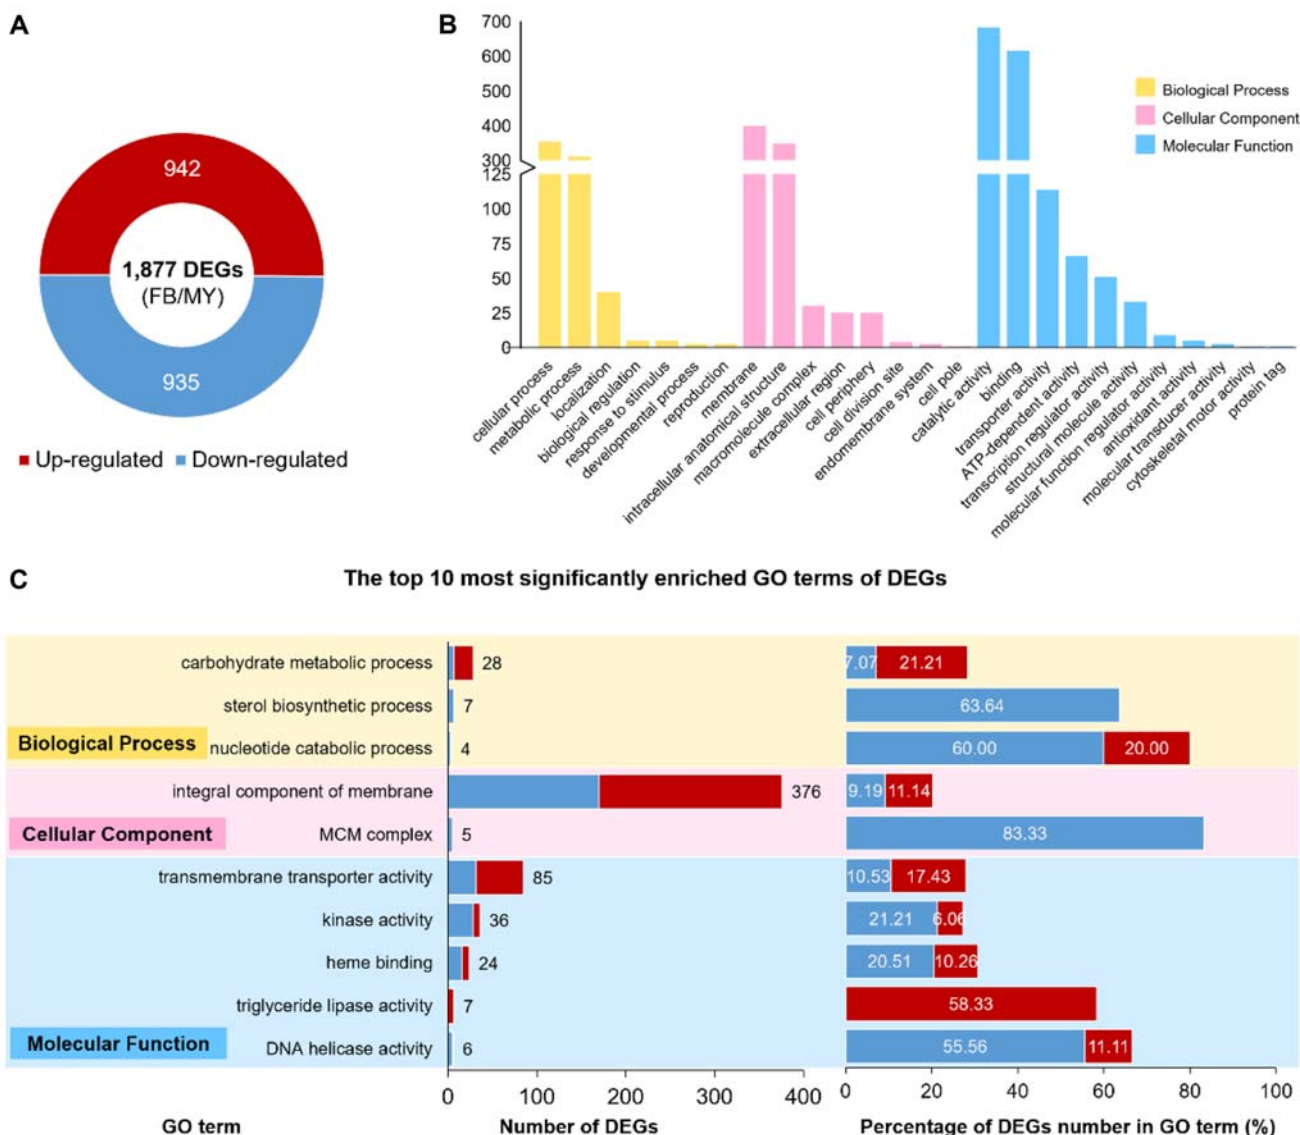 A
942
1,877 DEGs
(FB/MY)
935
Up-regulated Down-regulated
B
700
600
500
400
300
125
100
75
50
25
0
Biological Process
Cellular Component
Molecular Function
cellular process
metabolic process
localization
biological regulation
response to stimulus
developmental process
reproduction
membrane
intracellular anatomical structure
macromolecule complex
extracellular region
cell periphery
cell division site
endomembrane system
cell pole
catalytic activity
binding
transporter activity
ATP-dependent activity
transcription regulator activity
structural molecule activity
molecular function regulator activity
antioxidant activity
molecular transducer activity
cytoskeletal motor activity
protein tag
C
The top 10 most significantly enriched GO terms of DEGs
carbohydrate metabolic process 28 7.07 21.21
sterol biosynthetic process 7 63.64
Biological Process
nucleotide catabolic process 4 60.00 20.00
integral component of membrane 376 9.19 11.14
Cellular Component
MCM complex 5 83.33
transmembrane transporter activity 85 10.53 17.43
kinase activity 36 21.21 6.06
heme binding 24 20.51 10.26
triglyceride lipase activity 7 58.33
Molecular Function
DNA helicase activity 6 55.56 11.11
0 100 200 300 400
0 20 40 60 80 100
GO term
Number of DEGs
Percentage of DEGs number in GO term (%)